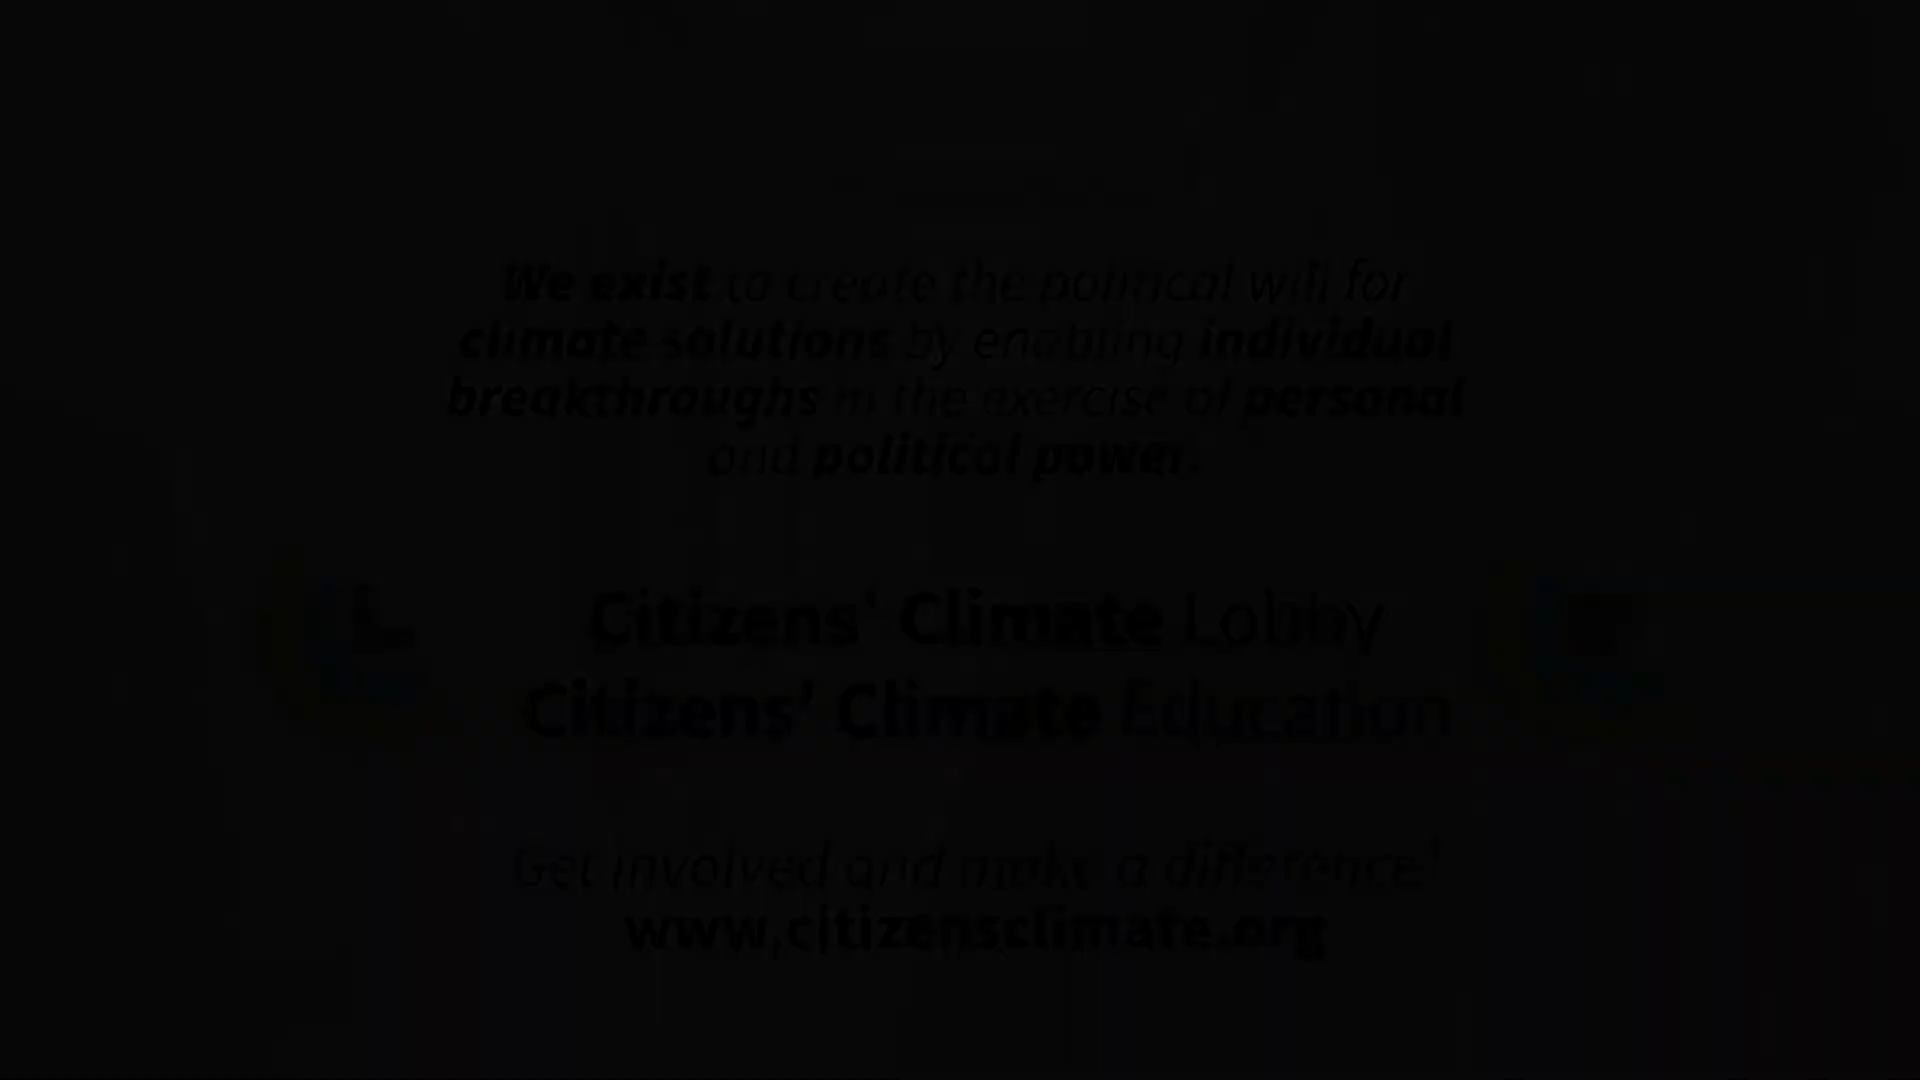 We exist to create the political will for
climate solutions by enabling individual
breakthroughs in the exercise of personal
and political power.
Citizens' Climate Lobby
Citizens' Climate Education
Get involved and make a difference!
www.citizensclimate.org